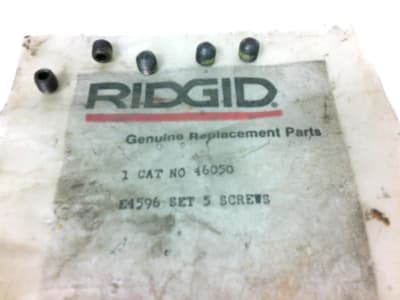 RIDGID
Genuine Replacement Parts
1 CAT NO 46050
E4596 SET 5 SCREWS